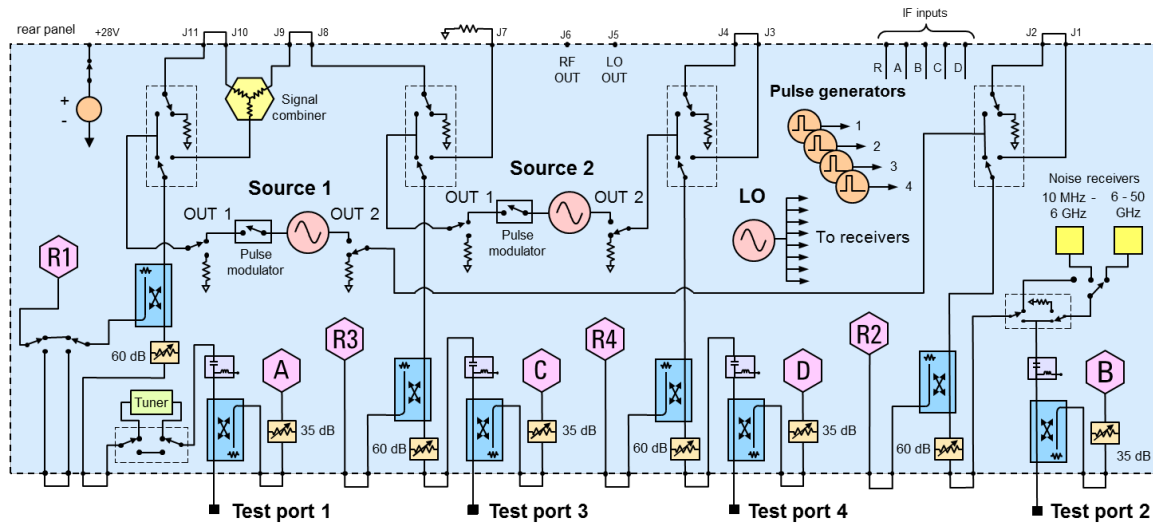 rear panel
+28V
J11
J10
J9
J8
J7
J6
J5
J4
J3
IF inputs
J2
J1
RF
OUT
LO
OUT
R
A
B
C
D
+
-
Signal
combiner
Pulse generators
1
2
3
4
Source 1
Source 2
LO
Noise receivers
10 MHz -
6 GHz
6 - 50
GHz
OUT 1
OUT 2
OUT 1
OUT 2
Pulse
modulator
Pulse
modulator
To receivers
R1
R3
R4
R2
60 dB
A
C
D
B
Tuner
35 dB
60 dB
35 dB
60 dB
35 dB
60 dB
35 dB
Test port 1
Test port 3
Test port 4
Test port 2